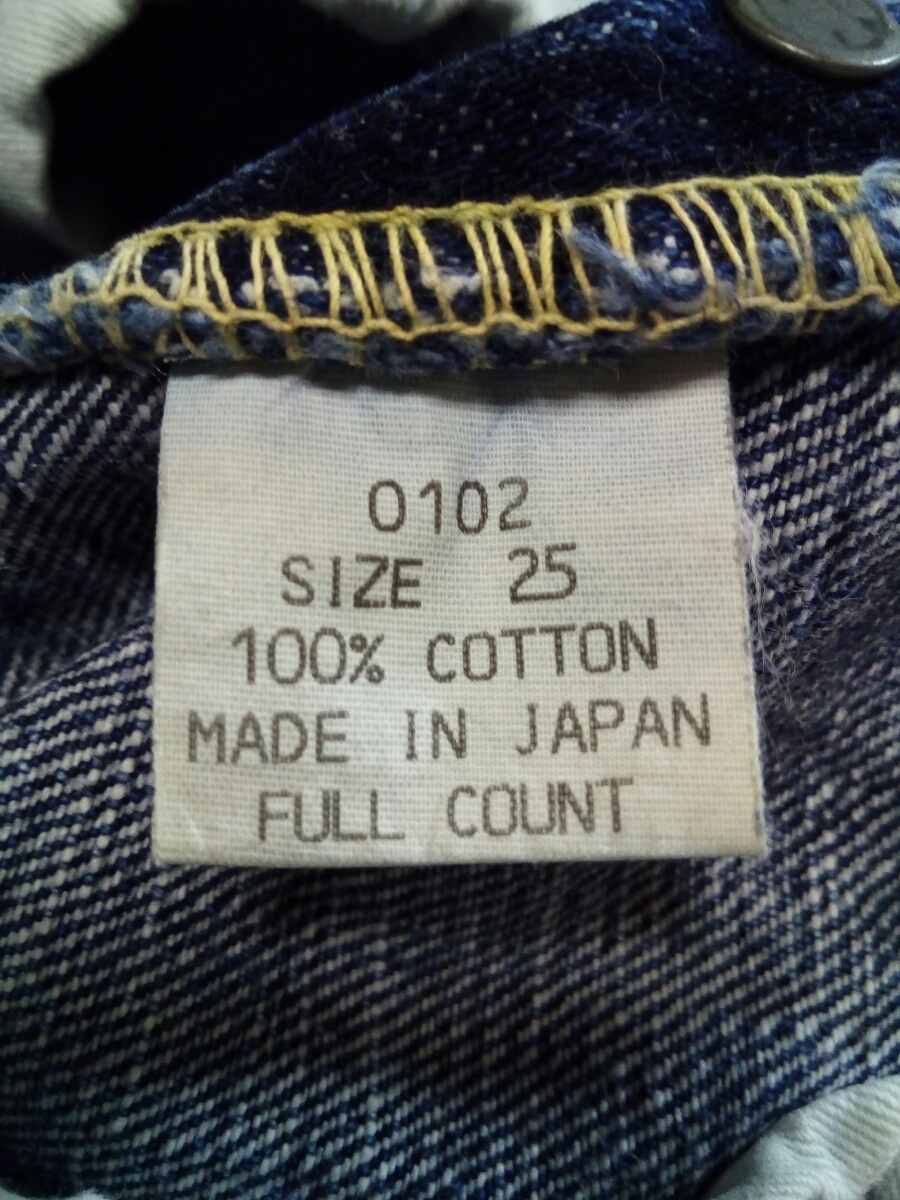 0102
SIZE 25
100% COTTON
MADE IN JAPAN
FULL COUNT